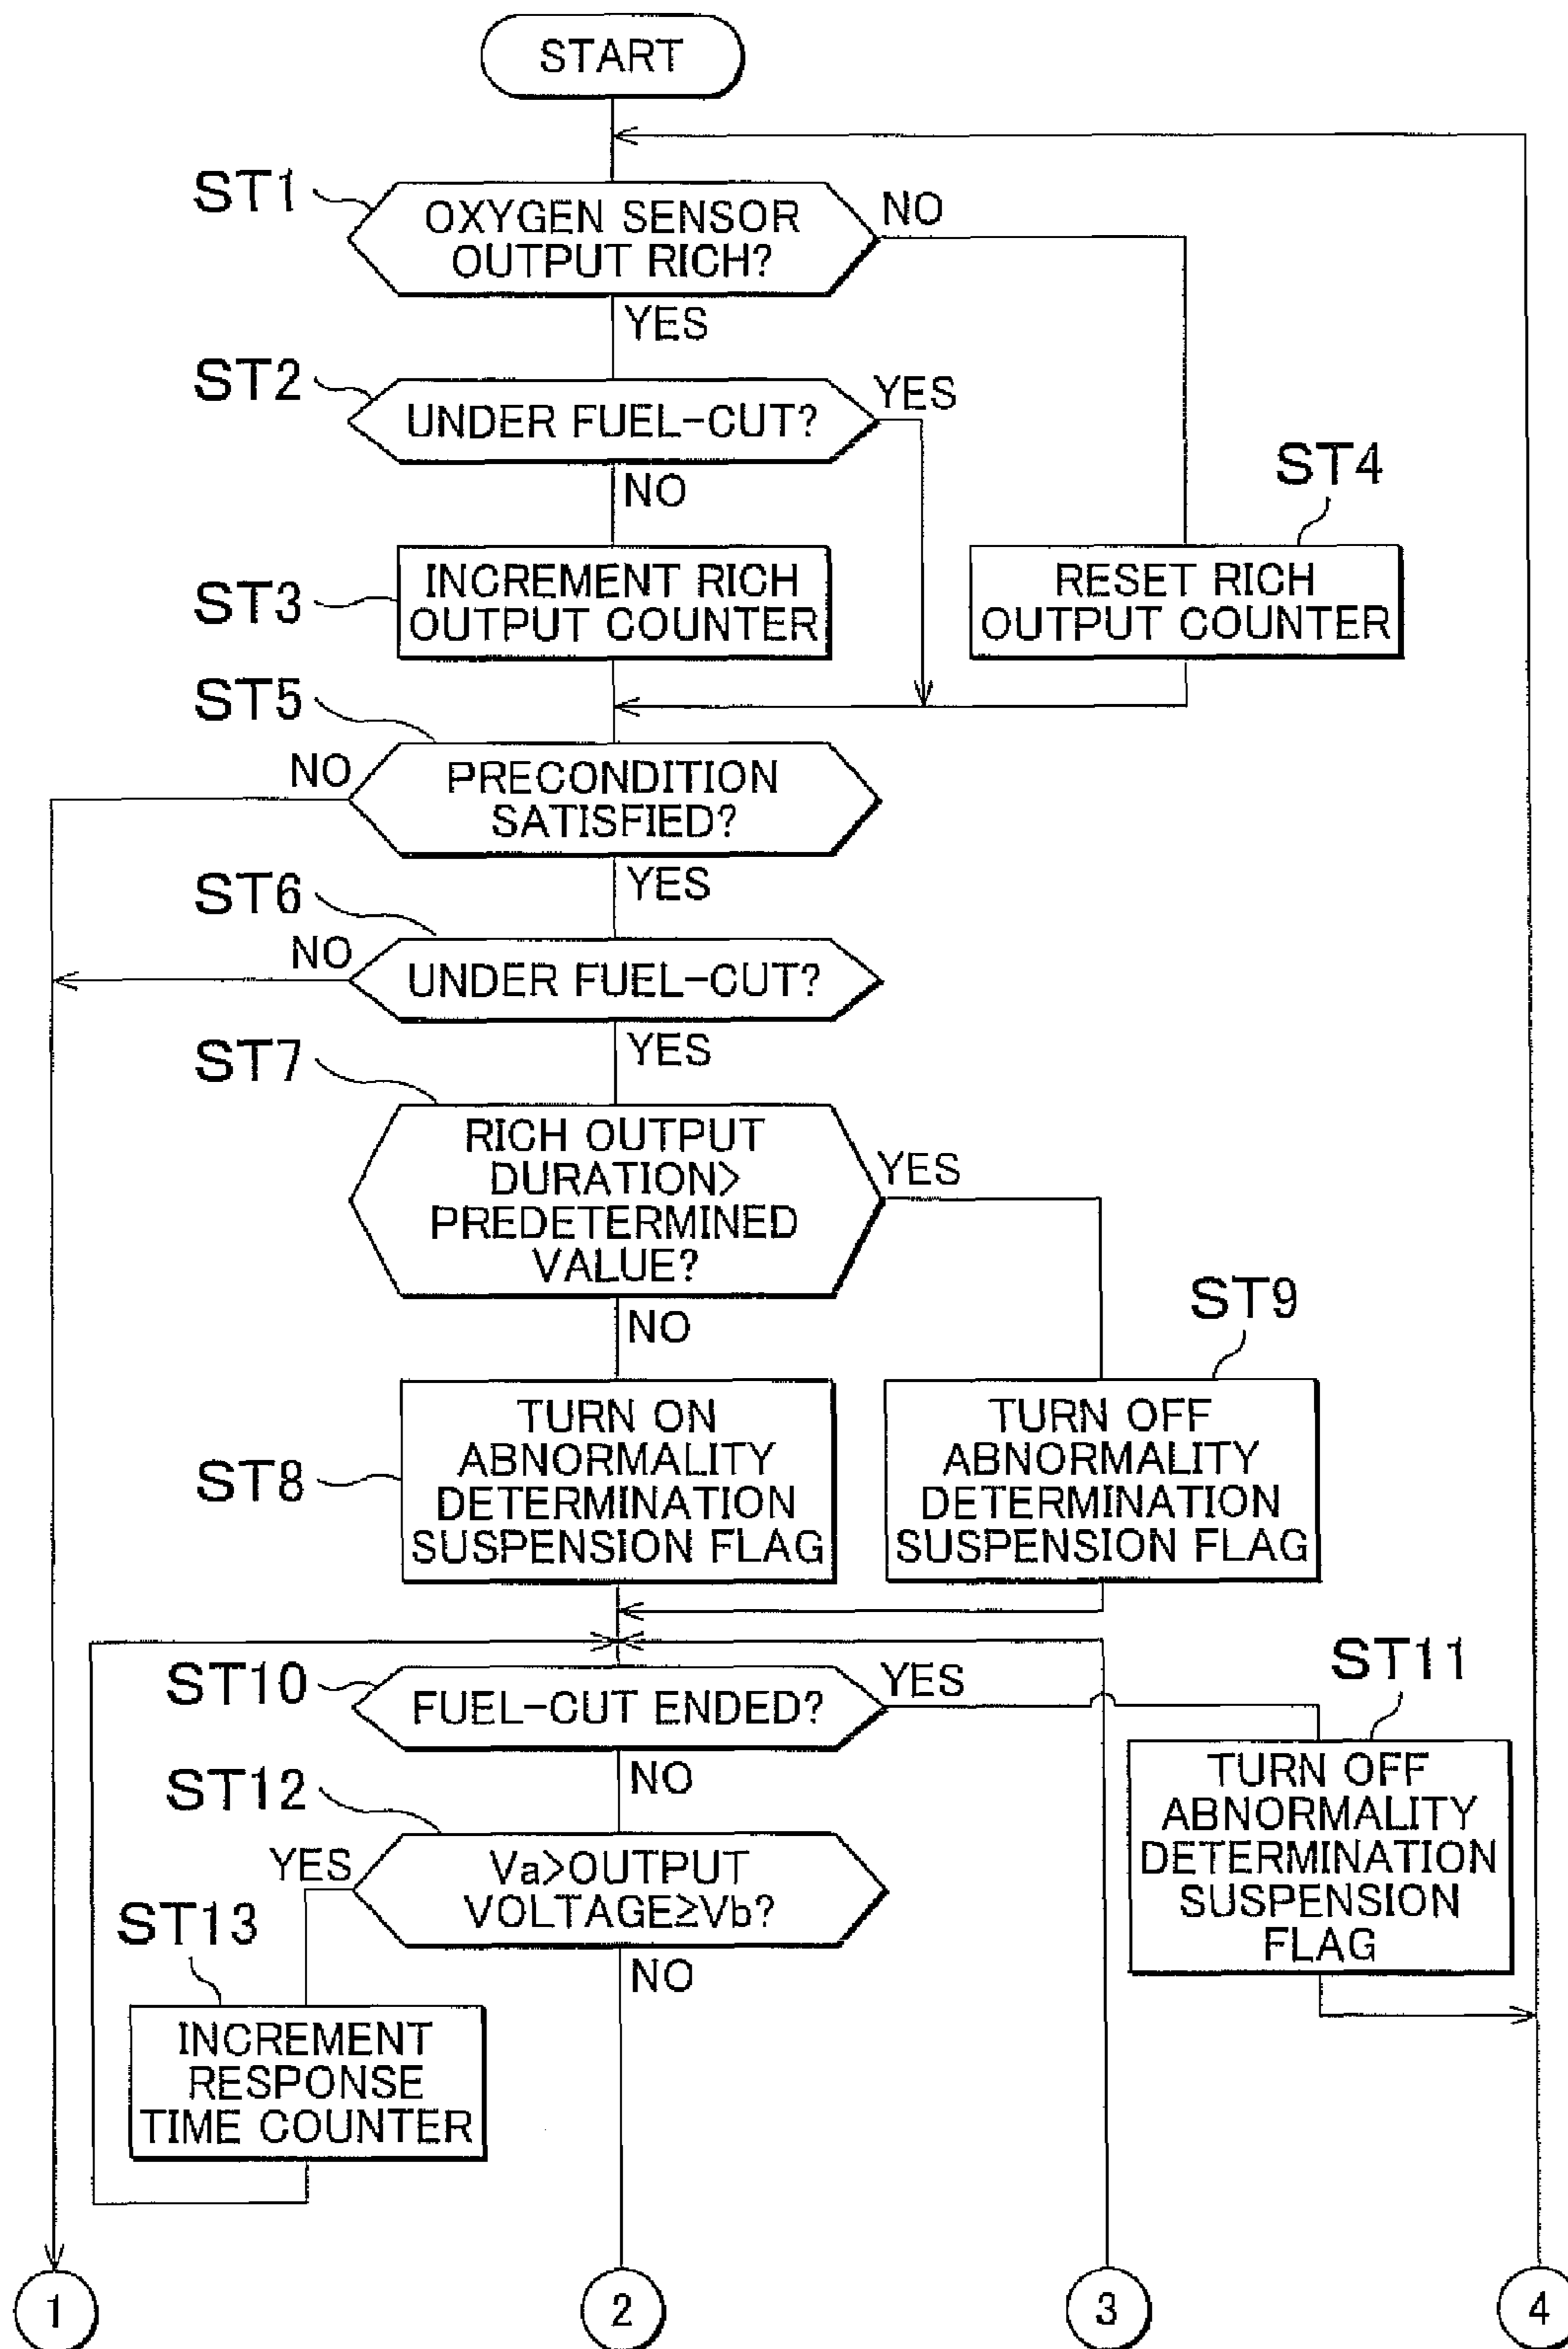 START
ST1
OXYGEN SENSOR
OUTPUT RICH?
NO
YES
ST2
UNDER FUEL-CUT?
YES
NO
ST3
INCREMENT RICH
OUTPUT COUNTER
ST4
RESET RICH
OUTPUT COUNTER
ST5
NO
PRECONDITION
SATISFIED?
YES
ST6
NO
UNDER FUEL-CUT?
YES
ST7
RICH OUTPUT
DURATION>
PREDETERMINED
VALUE?
YES
NO
ST8
TURN ON
ABNORMALITY
DETERMINATION
SUSPENSION FLAG
ST9
TURN OFF
ABNORMALITY
DETERMINATION
SUSPENSION FLAG
ST10
FUEL-CUT ENDED?
YES
NO
ST11
TURN OFF
ABNORMALITY
DETERMINATION
SUSPENSION
FLAG
ST12
YES
Va>OUTPUT
VOLTAGE≥Vb?
NO
ST13
INCREMENT
RESPONSE
TIME COUNTER
1
2
3
4